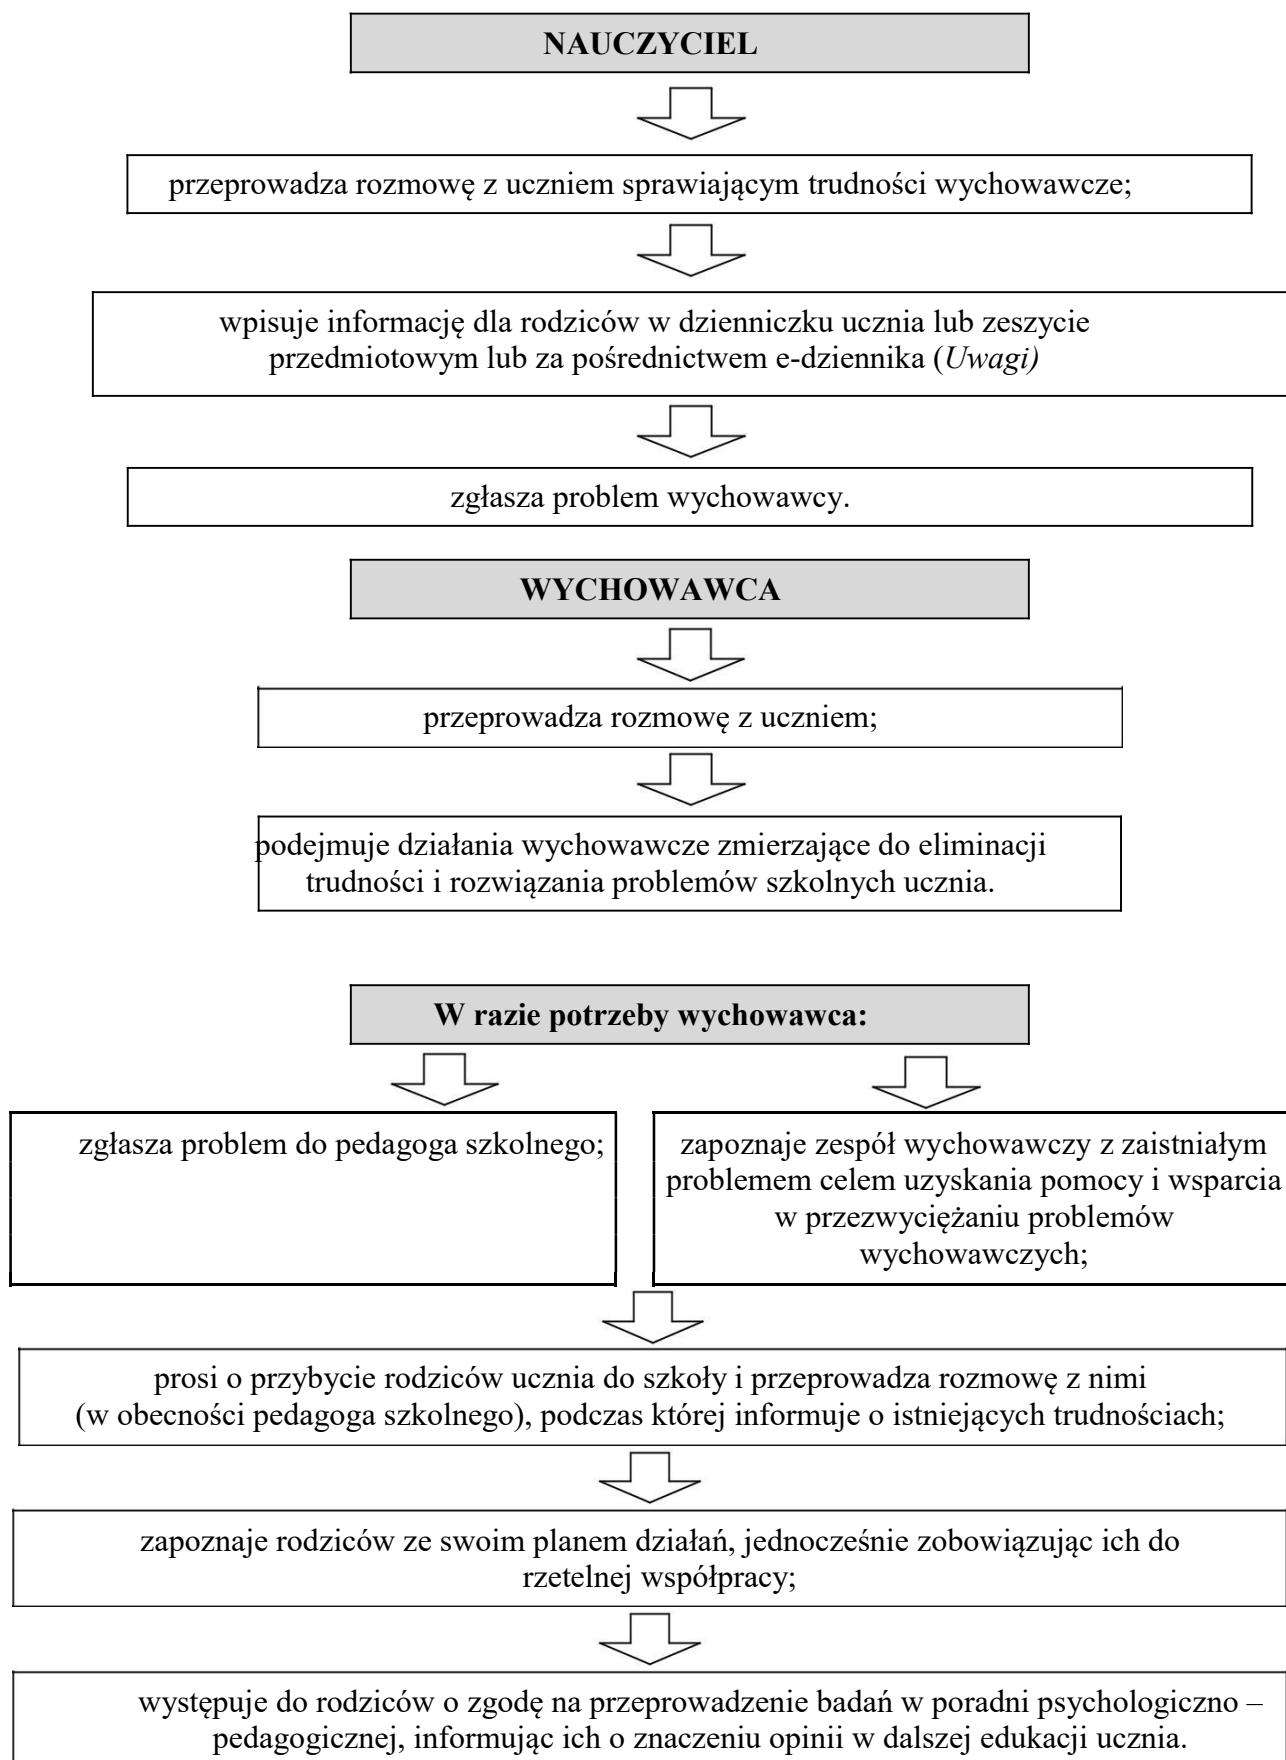 NAUCZYCIEL
przeprowadza rozmowę z uczniem sprawiającym trudności wychowawcze;
wpisuje informację dla rodziców w dzienniczku ucznia lub zeszycie
przedmiotowym lub za pośrednictwem e-dziennika (Uwagi)
zgłasza problem wychowawcy.
WYCHOWAWCA
przeprowadza rozmowę z uczniem;
podejmuje działania wychowawcze zmierzające do eliminacji
trudności i rozwiązania problemów szkolnych ucznia.
W razie potrzeby wychowawca:
zgłasza problem do pedagoga szkolnego;
zapoznaje zespół wychowawczy z zaistniałym
problemem celem uzyskania pomocy i wsparcia
w przezwyciężaniu problemów
wychowawczych;
prosi o przybycie rodziców ucznia do szkoły i przeprowadza rozmowę z nimi
(w obecności pedagoga szkolnego), podczas której informuje o istniejących trudnościach;
zapoznaje rodziców ze swoim planem działań, jednocześnie zobowiązując ich do
rzetelnej współpracy;
występuje do rodziców o zgodę na przeprowadzenie badań w poradni psychologiczno –
pedagogicznej, informując ich o znaczeniu opinii w dalszej edukacji ucznia.